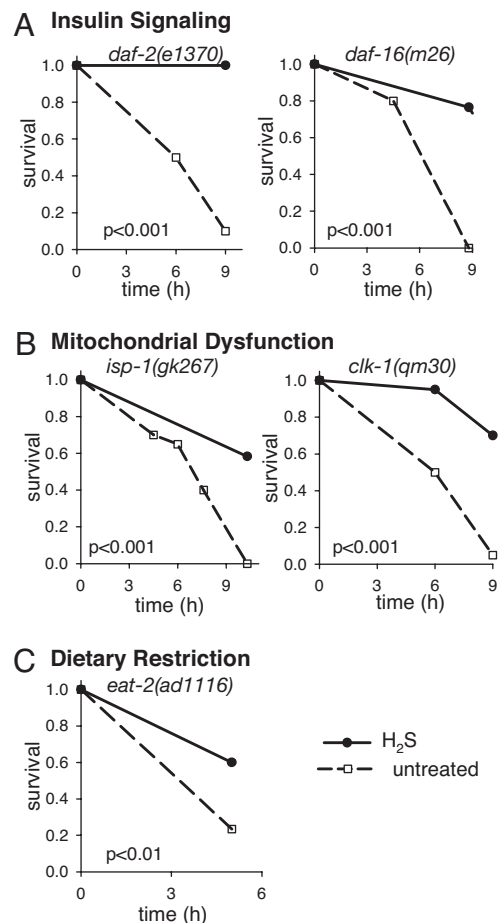 A Insulin Signaling
daf-2(e1370)
1.0
0.8
0.6
0.4
0.2
0.0
survival
p<0.001
0 3 6 9
time (h)
daf-16(m26)
1.0
0.8
0.6
0.4
0.2
0.0
survival
p<0.001
0 3 6 9
time (h)
B Mitochondrial Dysfunction
isp-1(gk267)
1.0
0.8
0.6
0.4
0.2
0.0
survival
p<0.001
0 3 6 9
time (h)
clk-1(qm30)
1.0
0.8
0.6
0.4
0.2
0.0
survival
p<0.001
0 3 6 9
time (h)
C Dietary Restriction
eat-2(ad1116)
1.0
0.8
0.6
0.4
0.2
0.0
survival
p<0.01
0 3 6
time (h)
H₂S
untreated